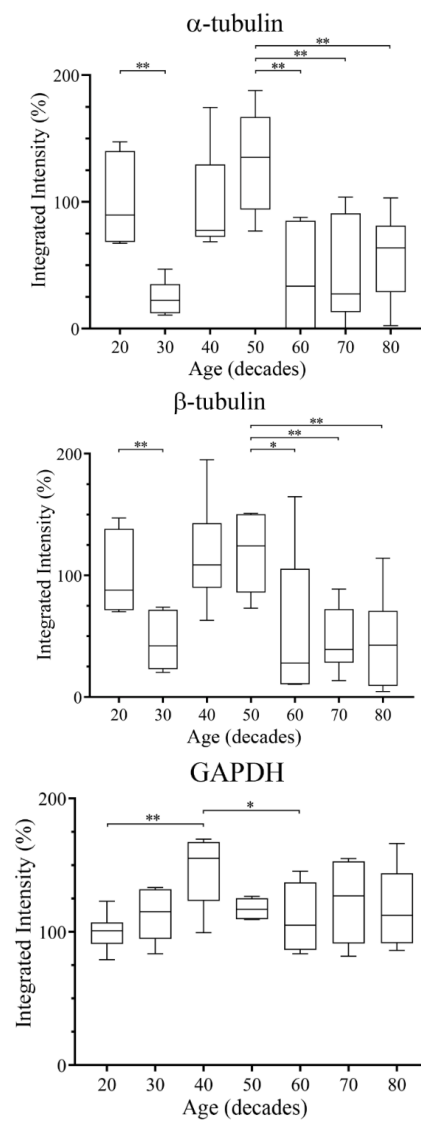 α-tubulin
**
**
**
**
Integrated Intensity (%)
200
100
0
20 30 40 50 60 70 80
Age (decades)
β-tubulin
**
**
**
*
Integrated Intensity (%)
200
100
0
20 30 40 50 60 70 80
Age (decades)
GAPDH
**
*
Integrated Intensity (%)
200
100
0
20 30 40 50 60 70 80
Age (decades)